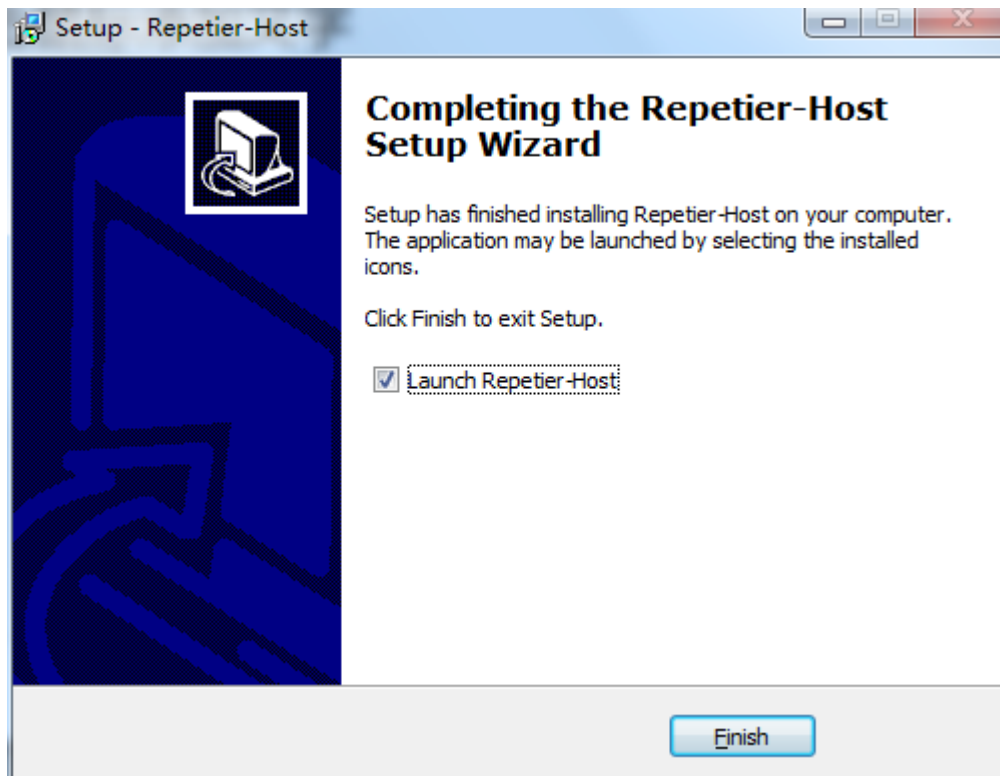 Setup - Repetier-Host
Completing the Repetier-Host
Setup Wizard
Setup has finished installing Repetier-Host on your computer.
The application may be launched by selecting the installed
icons.
Click Finish to exit Setup.
Launch Repetier-Host
Finish